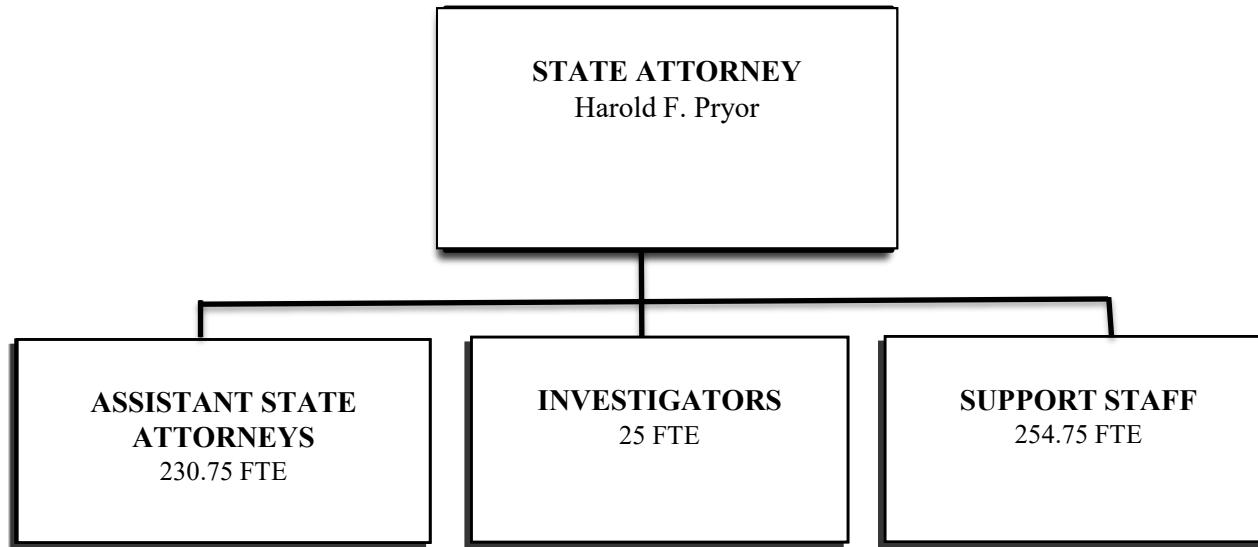 STATE ATTORNEY
Harold F. Pryor
ASSISTANT STATE
ATTORNEYS
230.75 FTE
INVESTIGATORS
25 FTE
SUPPORT STAFF
254.75 FTE